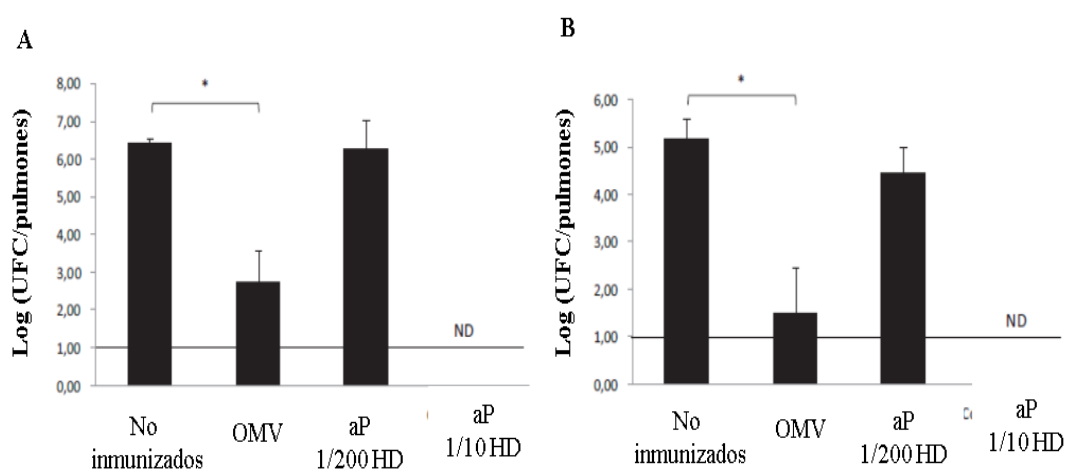 A
8,00
7,00
6,00
5,00
4,00
3,00
2,00
1,00
0,00
Log (UFC/pulmones)
*
ND
No
inmunizados
OMV
aP
1/200 HD
aP
1/10 HD
B
6,00
5,00
4,00
3,00
2,00
1,00
0,00
Log (UFC/pulmones)
*
ND
No
inmunizados
OMV
aP
1/200 HD
aP
1/10 HD